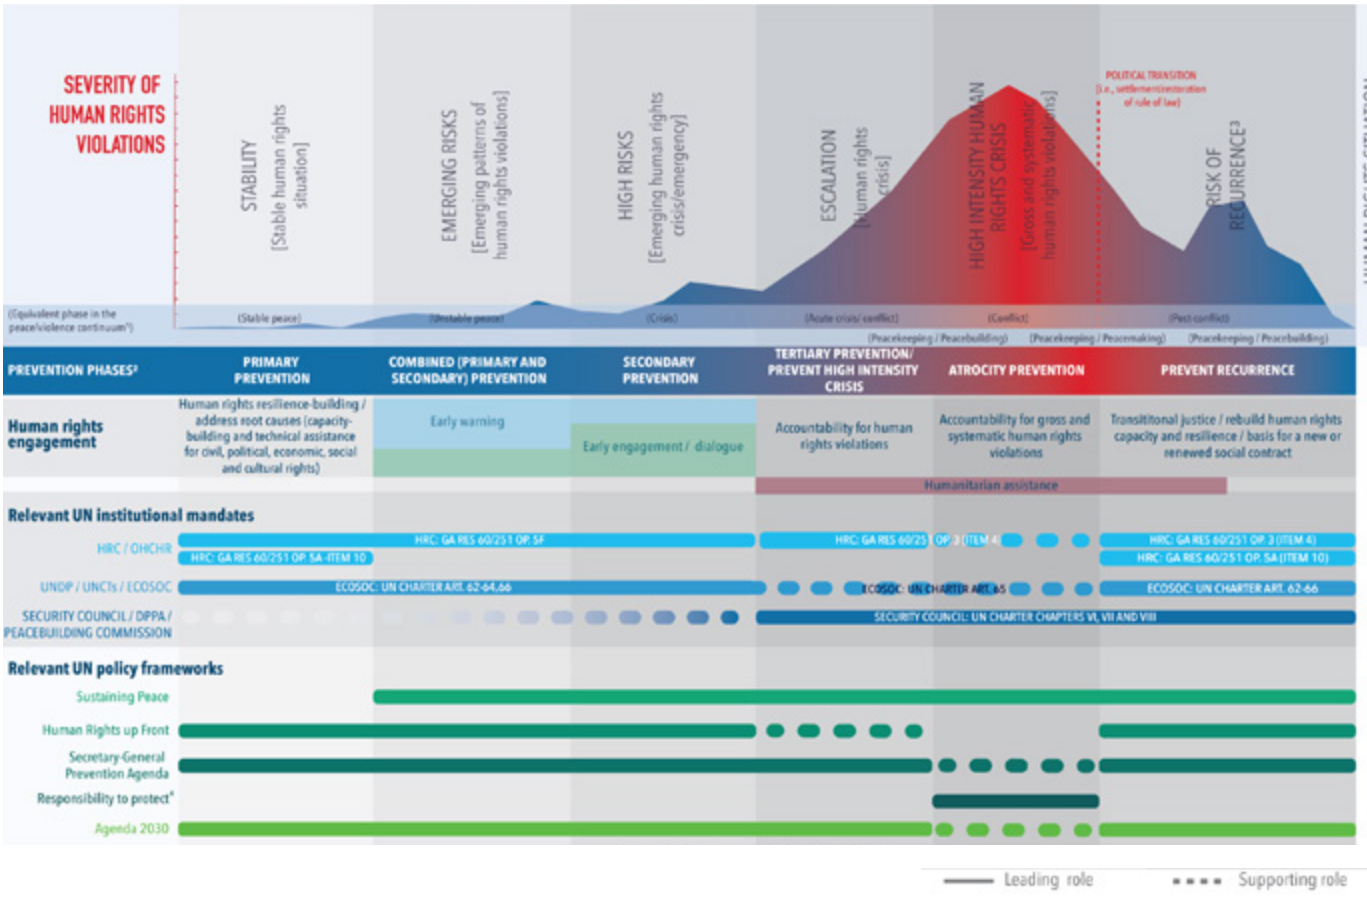 SEVERITY OF
HUMAN RIGHTS
VIOLATIONS
STABILITY
[Stable human rights
situation]
EMERGING RISKS
[Emerging patterns of
human rights violations]
HIGH RISKS
[Emerging human rights
crisis/emergency]
ESCALATION
[Human rights
crisis]
HIGH INTENSITY HUMAN
RIGHTS CRISIS
[Gross and systematic
human rights violations]
POLITICAL TRANSITION
(i.e., settlement/restoration
of rule of law)
RISK OF
RECURRENCE³
(Equivalent phase in the
peace/violence continuum¹)
(Stable peace)
(Unstable peace)
(Crisis)
(Acute crisis/ conflict)
(Conflict)
(Post-conflict)
(Peacekeeping / Peacebuilding)
(Peacekeeping / Peacemaking)
(Peacekeeping / Peacebuilding)
PREVENTION PHASES²
PRIMARY
PREVENTION
COMBINED (PRIMARY AND
SECONDARY) PREVENTION
SECONDARY
PREVENTION
TERTIARY PREVENTION/
PREVENT HIGH INTENSITY
CRISIS
ATROCITY PREVENTION
PREVENT RECURRENCE
Human rights
engagement
Human rights resilience-building /
address root causes (capacity-
building and technical assistance
for civil, political, economic, social
and cultural rights)
Early warning
Early engagement / dialogue
Accountability for human
rights violations
Accountability for gross and
systematic human rights
violations
Transititonal justice / rebuild human rights
capacity and resilience / basis for a new or
renewed social contract
Humanitarian assistance
Relevant UN institutional mandates
HRC / OHCHR
HRC: GA RES 60/251 OP. 5F
HRC: GA RES 60/251 OP. 3 (ITEM 4
HRC: GA RES 60/251 OP. 3 (ITEM 4)
HRC: GA RES 60/251 OP. 5A -ITEM 10
HRC: GA RES 60/251 OP. 5A (ITEM 10)
UNDP / UNCTs / ECOSOC
ECOSOC: UN CHARTER ART. 62-64,66
ECOSOC: UN CHARTER ART. 65
ECOSOC: UN CHARTER ART. 62-66
SECURITY COUNCIL / DPPA /
PEACEBUILDING COMMISSION
SECURITY COUNCIL: UN CHARTER CHAPTERS VI, VII AND VIII
Relevant UN policy frameworks
Sustaining Peace
Human Rights up Front
Secretary-General
Prevention Agenda
Responsibility to protect⁴
Agenda 2030
Leading role
Supporting role